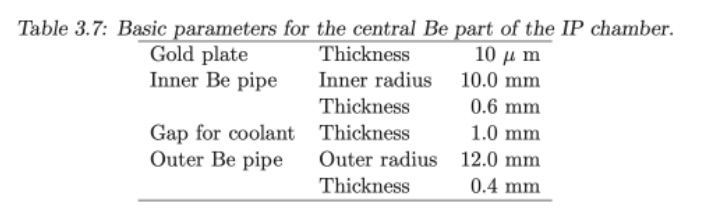 Table 3.7: Basic parameters for the central Be part of the IP chamber.
Gold plate Thickness 10 μ m
Inner Be pipe Inner radius 10.0 mm
Thickness 0.6 mm
Gap for coolant Thickness 1.0 mm
Outer Be pipe Outer radius 12.0 mm
Thickness 0.4 mm